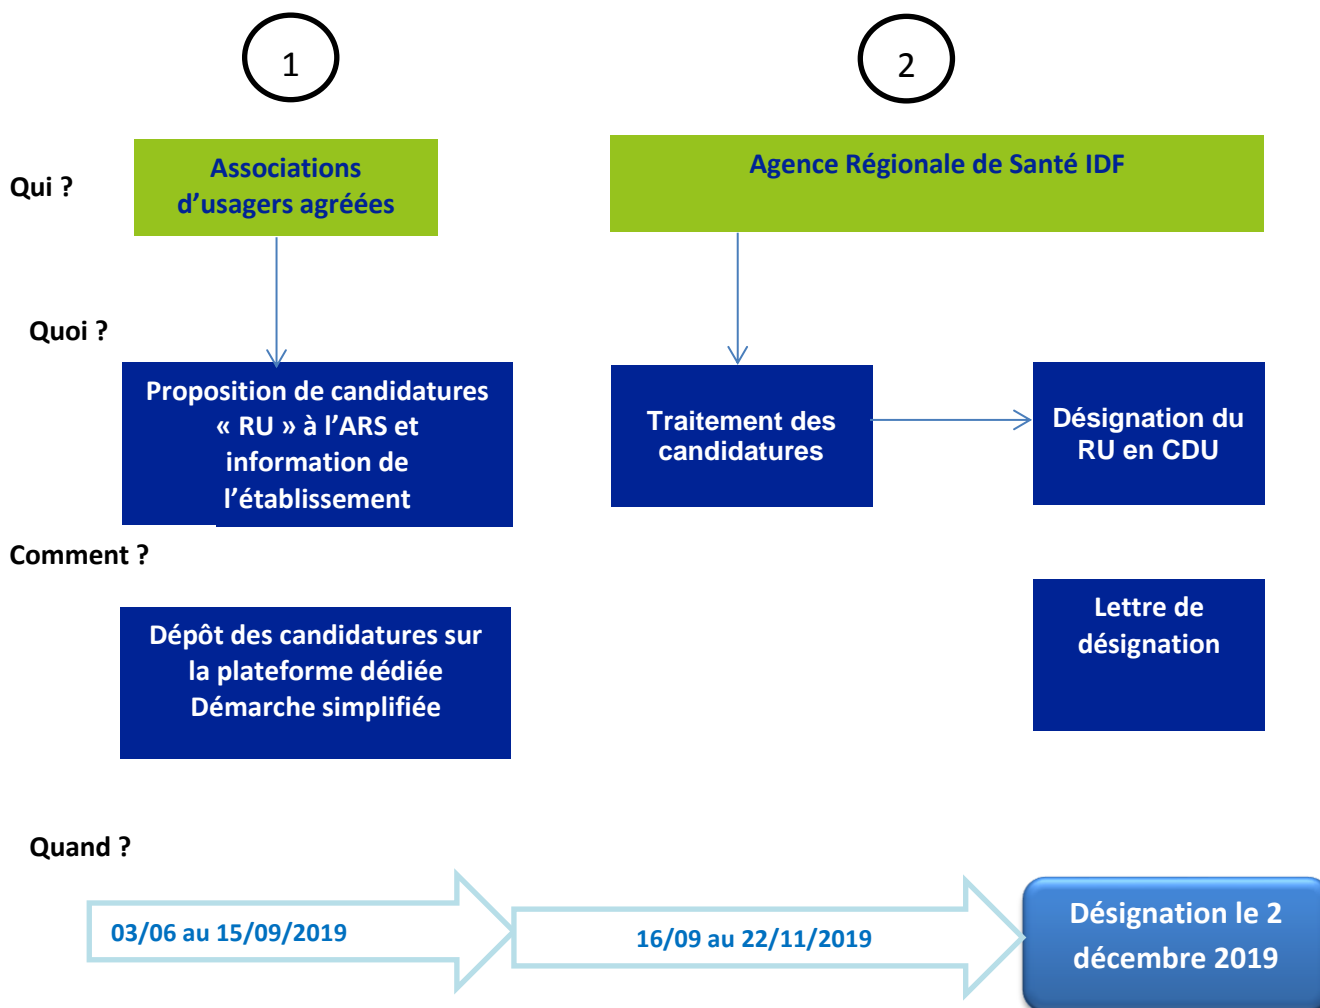 1
2
Qui ?
Associations
d’usagers agréées
Agence Régionale de Santé IDF
Quoi ?
Proposition de candidatures
« RU » à l’ARS et
information de
l’établissement
Traitement des
candidatures
Désignation du
RU en CDU
Comment ?
Dépôt des candidatures sur
la plateforme dédiée
Démarche simplifiée
Lettre de
désignation
Quand ?
03/06 au 15/09/2019
16/09 au 22/11/2019
Désignation le 2
décembre 2019